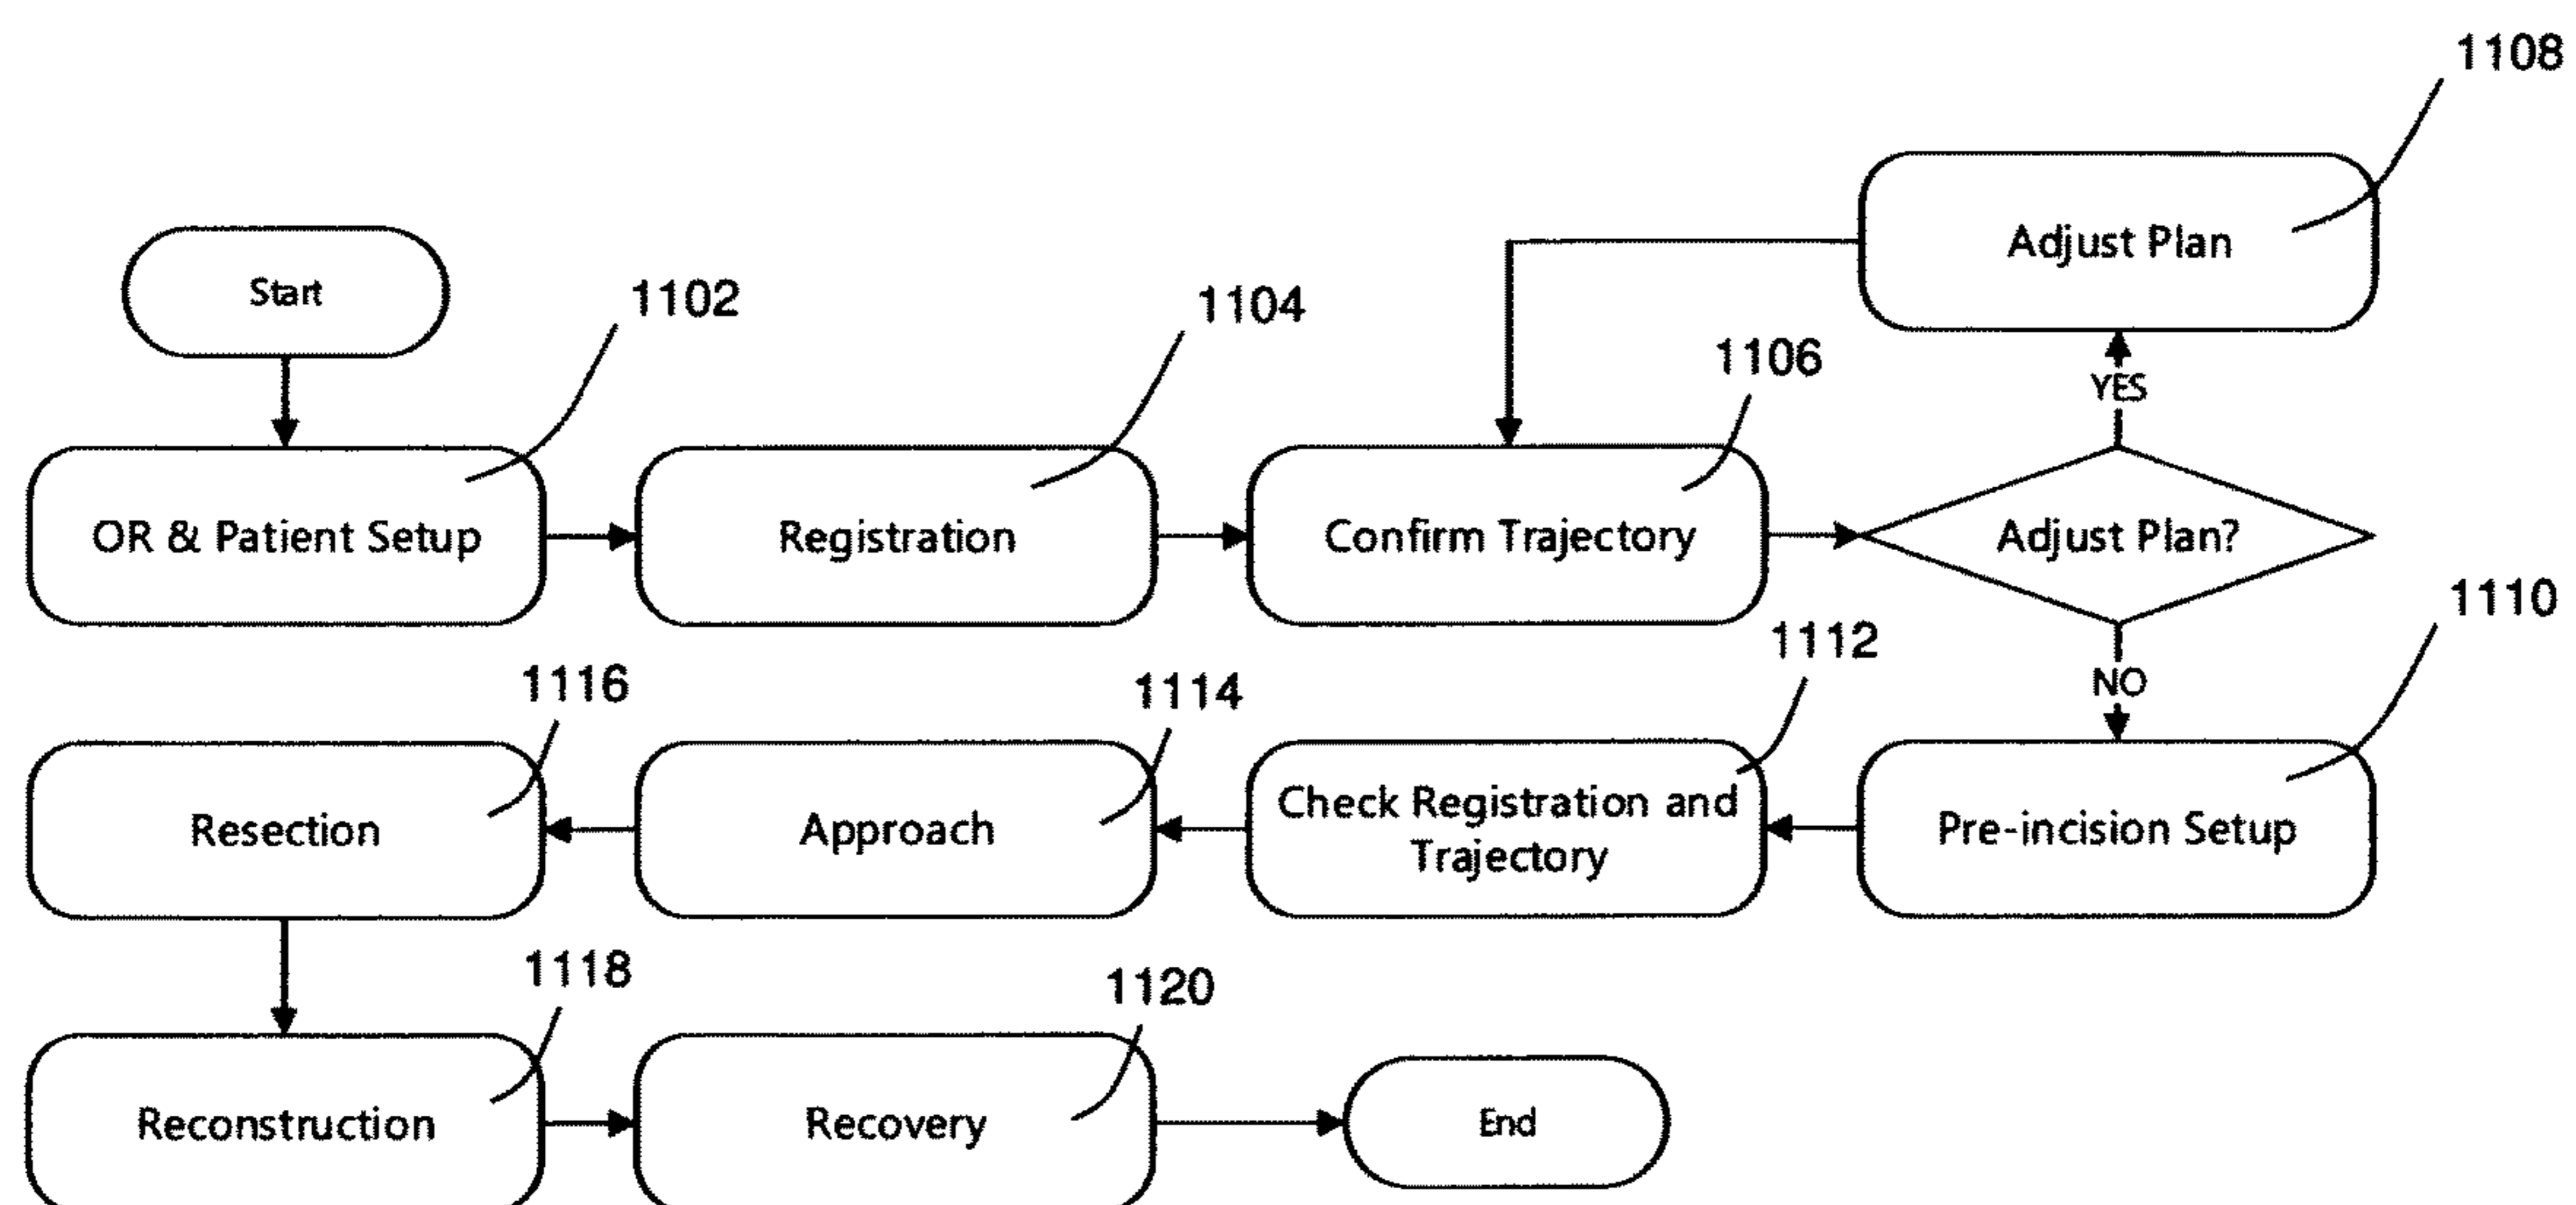 1108
Adjust Plan
Start
1102
1104
1106
YES
OR & Patient Setup
Registration
Confirm Trajectory
Adjust Plan?
1110
NO
1116
1114
1112
Resection
Approach
Check Registration and
Trajectory
Pre-incision Setup
1118
1120
Reconstruction
Recovery
End